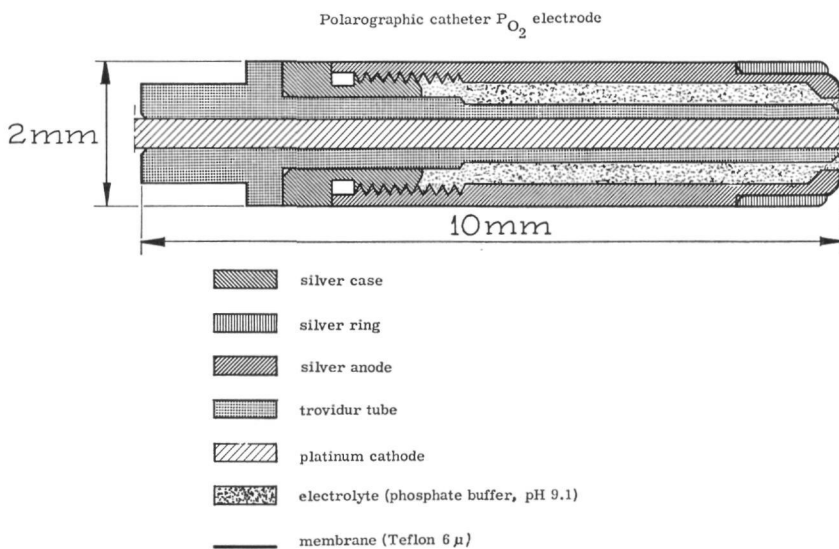 Polarographic catheter PO2 electrode
2mm
10mm
silver case
silver ring
silver anode
trovidur tube
platinum cathode
electrolyte (phosphate buffer, pH 9.1)
membrane (Teflon 6 μ)